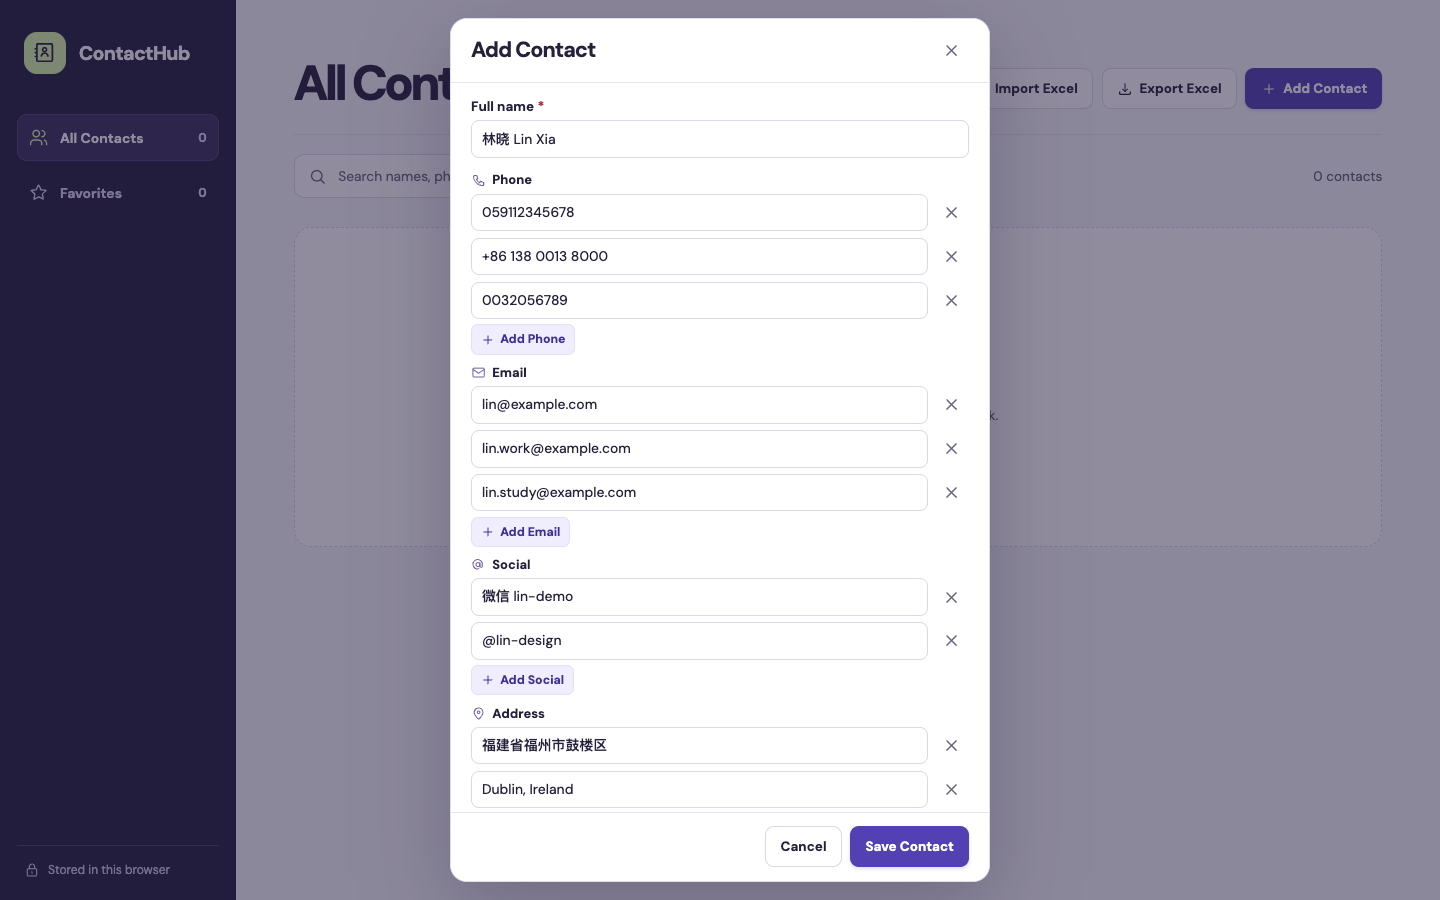 ContactHub
All Contacts 0
Favorites 0
Stored in this browser
All Cont
Import Excel
Export Excel
Add Contact
Search names, ph
0 contacts
k.
Add Contact
Full name *
林晓 Lin Xia
Phone
059112345678
+86 138 0013 8000
0032056789
Add Phone
Email
lin@example.com
lin.work@example.com
lin.study@example.com
Add Email
Social
微信 lin-demo
@lin-design
Add Social
Address
福建省福州市鼓楼区
Dublin, Ireland
Cancel
Save Contact